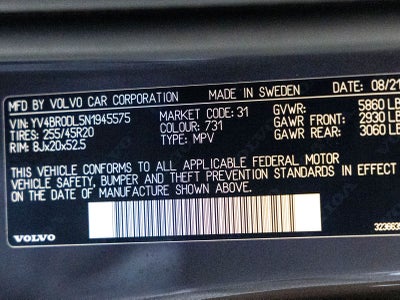 MFD BY VOLVO CAR CORPORATION MADE IN SWEDEN DATE: 08/21
VIN: YV4BR0DL5N1945575 MARKET CODE: 31 GVWR: 5860 LB
TIRES: 255/45R20 COLOUR: 731 GAWR FRONT: 2930 LB
RIM: 8Jx20x52.5 TYPE: MPV GAWR REAR: 3060 LB
THIS VEHICLE CONFORMS TO ALL APPLICABLE FEDERAL MOTOR
VEHICLE SAFETY, BUMPER AND THEFT PREVENTION STANDARDS IN EFFECT
ON THE DATE OF MANUFACTURE SHOWN ABOVE.
VOLVO